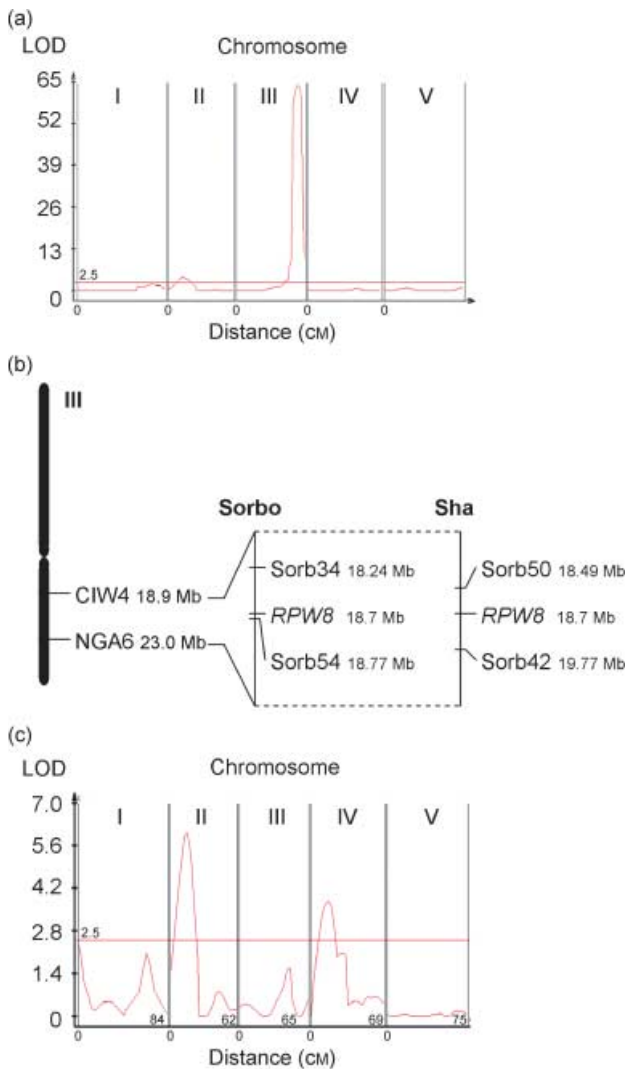 (a)
LOD Chromosome
65 I II III IV V
52
39
26
13
2.5
0
0 0 0 0 0
Distance (CM)
(b)
III
Sorbo Sha
Sorb34 18.24 Mb Sorb50 18.49 Mb
CIW4 18.9 Mb
RPW8 18.7 Mb RPW8 18.7 Mb
NGA6 23.0 Mb
Sorb54 18.77 Mb Sorb42 19.77 Mb
(c)
LOD Chromosome
7.0 I II III IV V
5.6
4.2
2.8 2.5
1.4
0 84 62 65 69 75
0 0 0 0 0
Distance (CM)